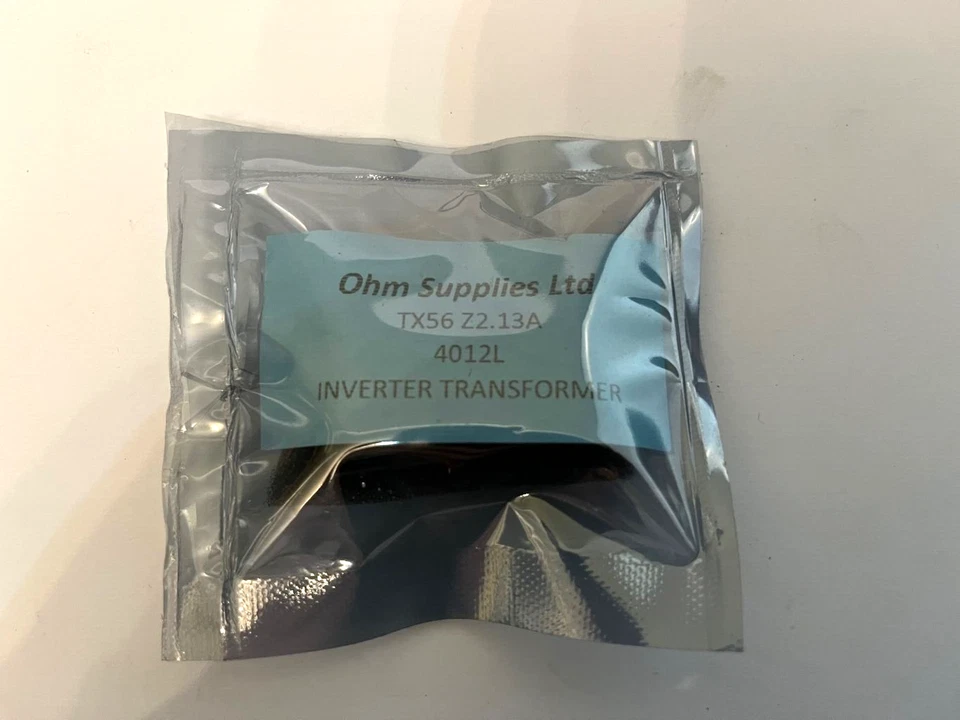 Ohm Supplies Ltd
TX56 Z2.13A
4012L
INVERTER TRANSFORMER